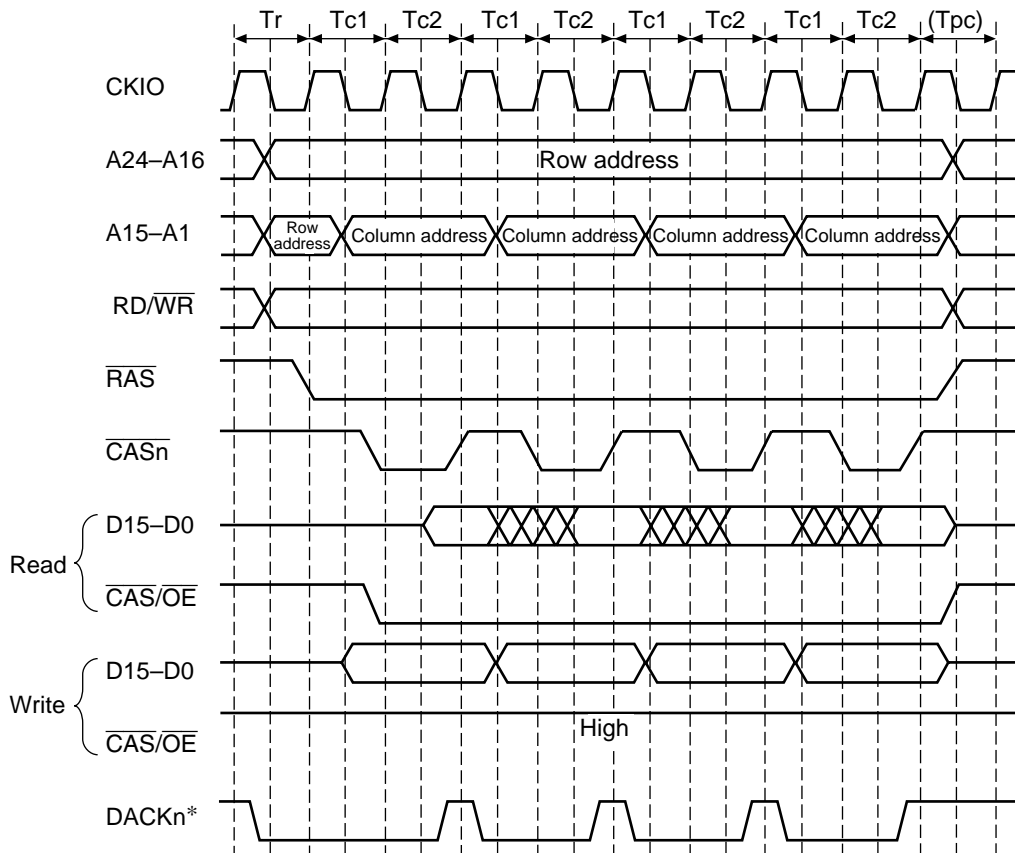 Tr Tc1 Tc2 Tc1 Tc2 Tc1 Tc2 Tc1 Tc2 (Tpc)
CKIO
A24–A16 Row address
A15–A1 Row address Column address Column address Column address Column address
RD/WR
RAS
CASn
Read
D15–D0
CAS/OE
Write
D15–D0
High
CAS/OE
DACKn*